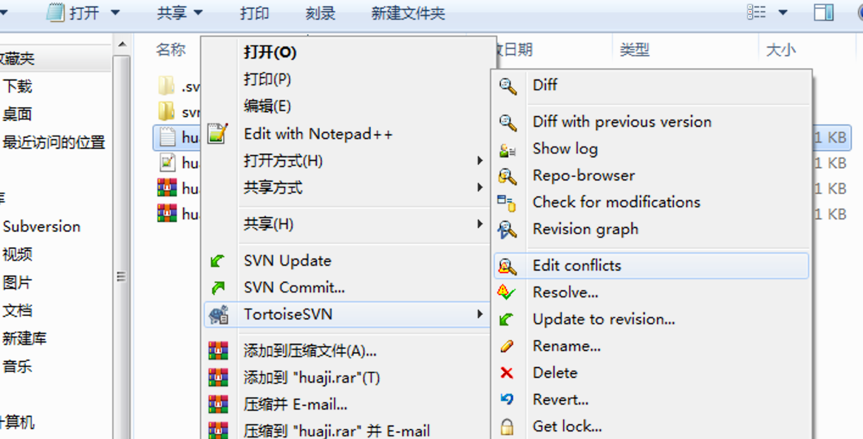 打开 共享 打印 刻录 新建文件夹
名称 日期 类型 大小
收藏夹
下载
桌面
最近访问的位置
库
Subversion
视频
图片
文档
新建库
音乐
计算机
.sv
svn
hua
hu
hu
hu
1 KB
1 KB
1 KB
1 KB
打开(O)
打印(P)
编辑(E)
Edit with Notepad++
打开方式(H)
共享方式
共享(H)
SVN Update
SVN Commit...
TortoiseSVN
添加到压缩文件(A)...
添加到 "huaji.rar"(T)
压缩并 E-mail...
压缩到 "huaji.rar" 并 E-mail
Diff
Diff with previous version
Show log
Repo-browser
Check for modifications
Revision graph
Edit conflicts
Resolve...
Update to revision...
Rename...
Delete
Revert...
Get lock...